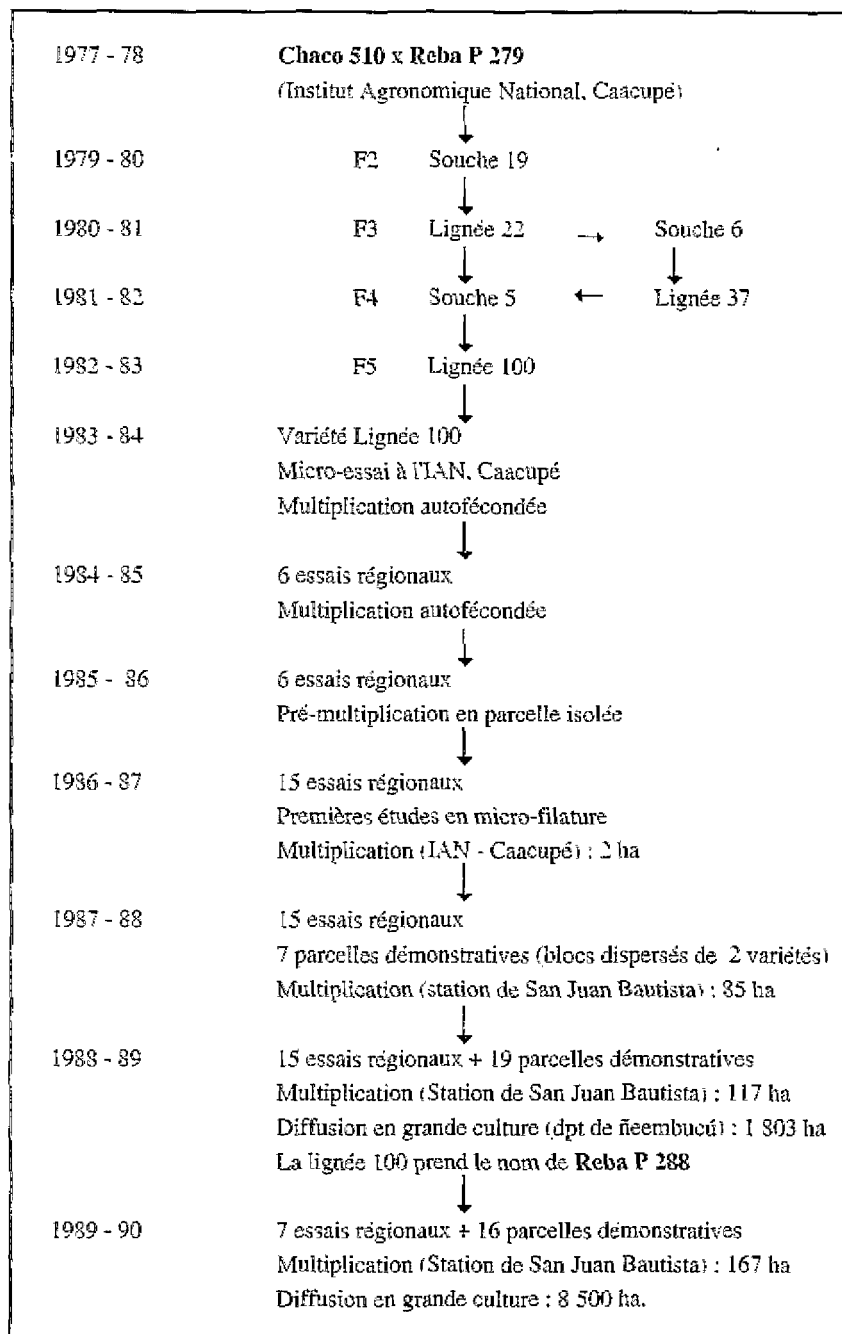 1977 - 78 Chaco 510 x Reba P 279
(Institut Agronomique National, Caacupé)
1979 - 80 F2 Souche 19
1980 - 81 F3 Lignée 22 → Souche 6
1981 - 82 F4 Souche 5 ← Lignée 37
1982 - 83 F5 Lignée 100
1983 - 84 Variété Lignée 100
Micro-essai à l'IAN, Caacupé
Multiplication autofécondée
1984 - 85 6 essais régionaux
Multiplication autofécondée
1985 - 86 6 essais régionaux
Pré-multiplication en parcelle isolée
1986 - 87 15 essais régionaux
Premières études en micro-filature
Multiplication (IAN - Caacupé) : 2 ha
1987 - 88 15 essais régionaux
7 parcelles démonstratives (blocs dispersés de 2 variétés)
Multiplication (station de San Juan Bautista) : 85 ha
1988 - 89 15 essais régionaux + 19 parcelles démonstratives
Multiplication (Station de San Juan Bautista) : 117 ha
Diffusion en grande culture (dpt de ñeembucú) : 1 803 ha
La lignée 100 prend le nom de Reba P 288
1989 - 90 7 essais régionaux + 16 parcelles démonstratives
Multiplication (Station de San Juan Bautista) : 167 ha
Diffusion en grande culture : 8 500 ha.